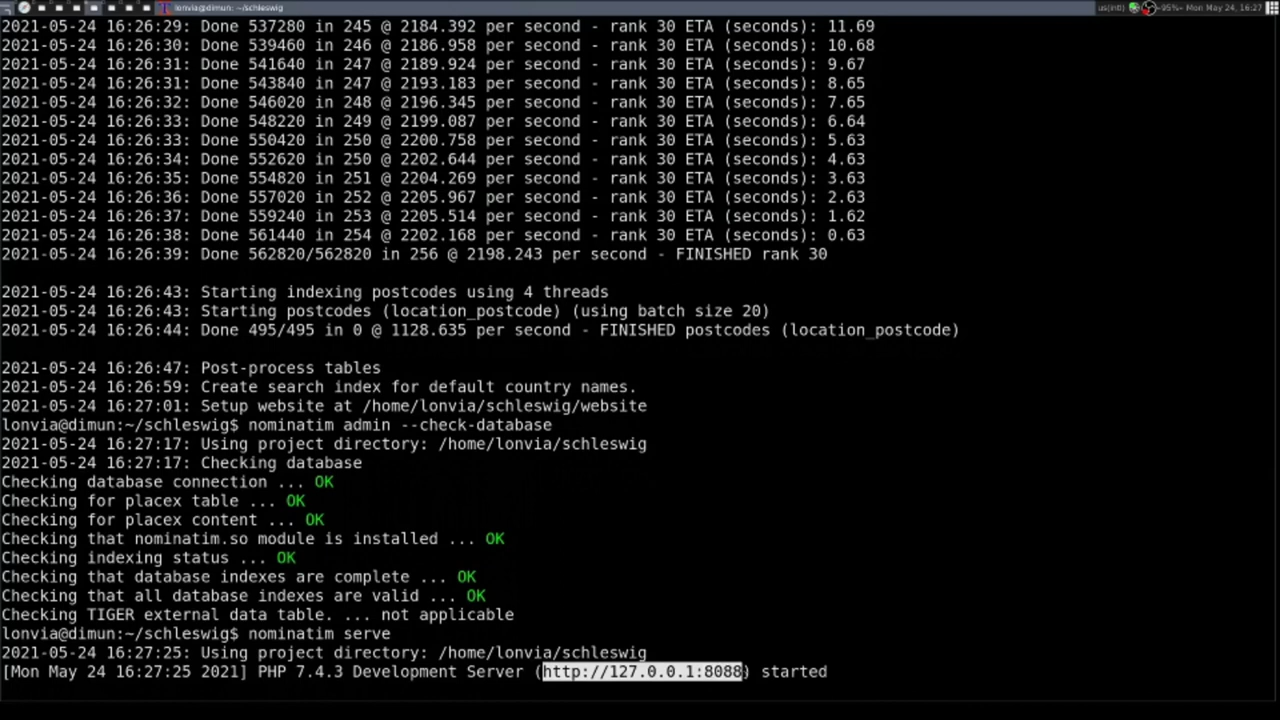 lonvia@dimun: ~/schleswig
us(intl) 95% Mon May 24, 16:27
2021-05-24 16:26:29: Done 537280 in 245 @ 2184.392 per second - rank 30 ETA (seconds): 11.69
2021-05-24 16:26:30: Done 539460 in 246 @ 2186.958 per second - rank 30 ETA (seconds): 10.68
2021-05-24 16:26:31: Done 541640 in 247 @ 2189.924 per second - rank 30 ETA (seconds): 9.67
2021-05-24 16:26:31: Done 543840 in 247 @ 2193.183 per second - rank 30 ETA (seconds): 8.65
2021-05-24 16:26:32: Done 546020 in 248 @ 2196.345 per second - rank 30 ETA (seconds): 7.65
2021-05-24 16:26:33: Done 548220 in 249 @ 2199.087 per second - rank 30 ETA (seconds): 6.64
2021-05-24 16:26:33: Done 550420 in 250 @ 2200.758 per second - rank 30 ETA (seconds): 5.63
2021-05-24 16:26:34: Done 552620 in 250 @ 2202.644 per second - rank 30 ETA (seconds): 4.63
2021-05-24 16:26:35: Done 554820 in 251 @ 2204.269 per second - rank 30 ETA (seconds): 3.63
2021-05-24 16:26:36: Done 557020 in 252 @ 2205.967 per second - rank 30 ETA (seconds): 2.63
2021-05-24 16:26:37: Done 559240 in 253 @ 2205.514 per second - rank 30 ETA (seconds): 1.62
2021-05-24 16:26:38: Done 561440 in 254 @ 2202.168 per second - rank 30 ETA (seconds): 0.63
2021-05-24 16:26:39: Done 562820/562820 in 256 @ 2198.243 per second - FINISHED rank 30
2021-05-24 16:26:43: Starting indexing postcodes using 4 threads
2021-05-24 16:26:43: Starting postcodes (location_postcode) (using batch size 20)
2021-05-24 16:26:44: Done 495/495 in 0 @ 1128.635 per second - FINISHED postcodes (location_postcode)
2021-05-24 16:26:47: Post-process tables
2021-05-24 16:26:59: Create search index for default country names.
2021-05-24 16:27:01: Setup website at /home/lonvia/schleswig/website
lonvia@dimun:~/schleswig$ nominatim admin --check-database
2021-05-24 16:27:17: Using project directory: /home/lonvia/schleswig
2021-05-24 16:27:17: Checking database
Checking database connection ... OK
Checking for placex table ... OK
Checking for placex content ... OK
Checking that nominatim.so module is installed ... OK
Checking indexing status ... OK
Checking that database indexes are complete ... OK
Checking that all database indexes are valid ... OK
Checking TIGER external data table. ... not applicable
lonvia@dimun:~/schleswig$ nominatim serve
2021-05-24 16:27:25: Using project directory: /home/lonvia/schleswig
[Mon May 24 16:27:25 2021] PHP 7.4.3 Development Server (http://127.0.0.1:8088) started